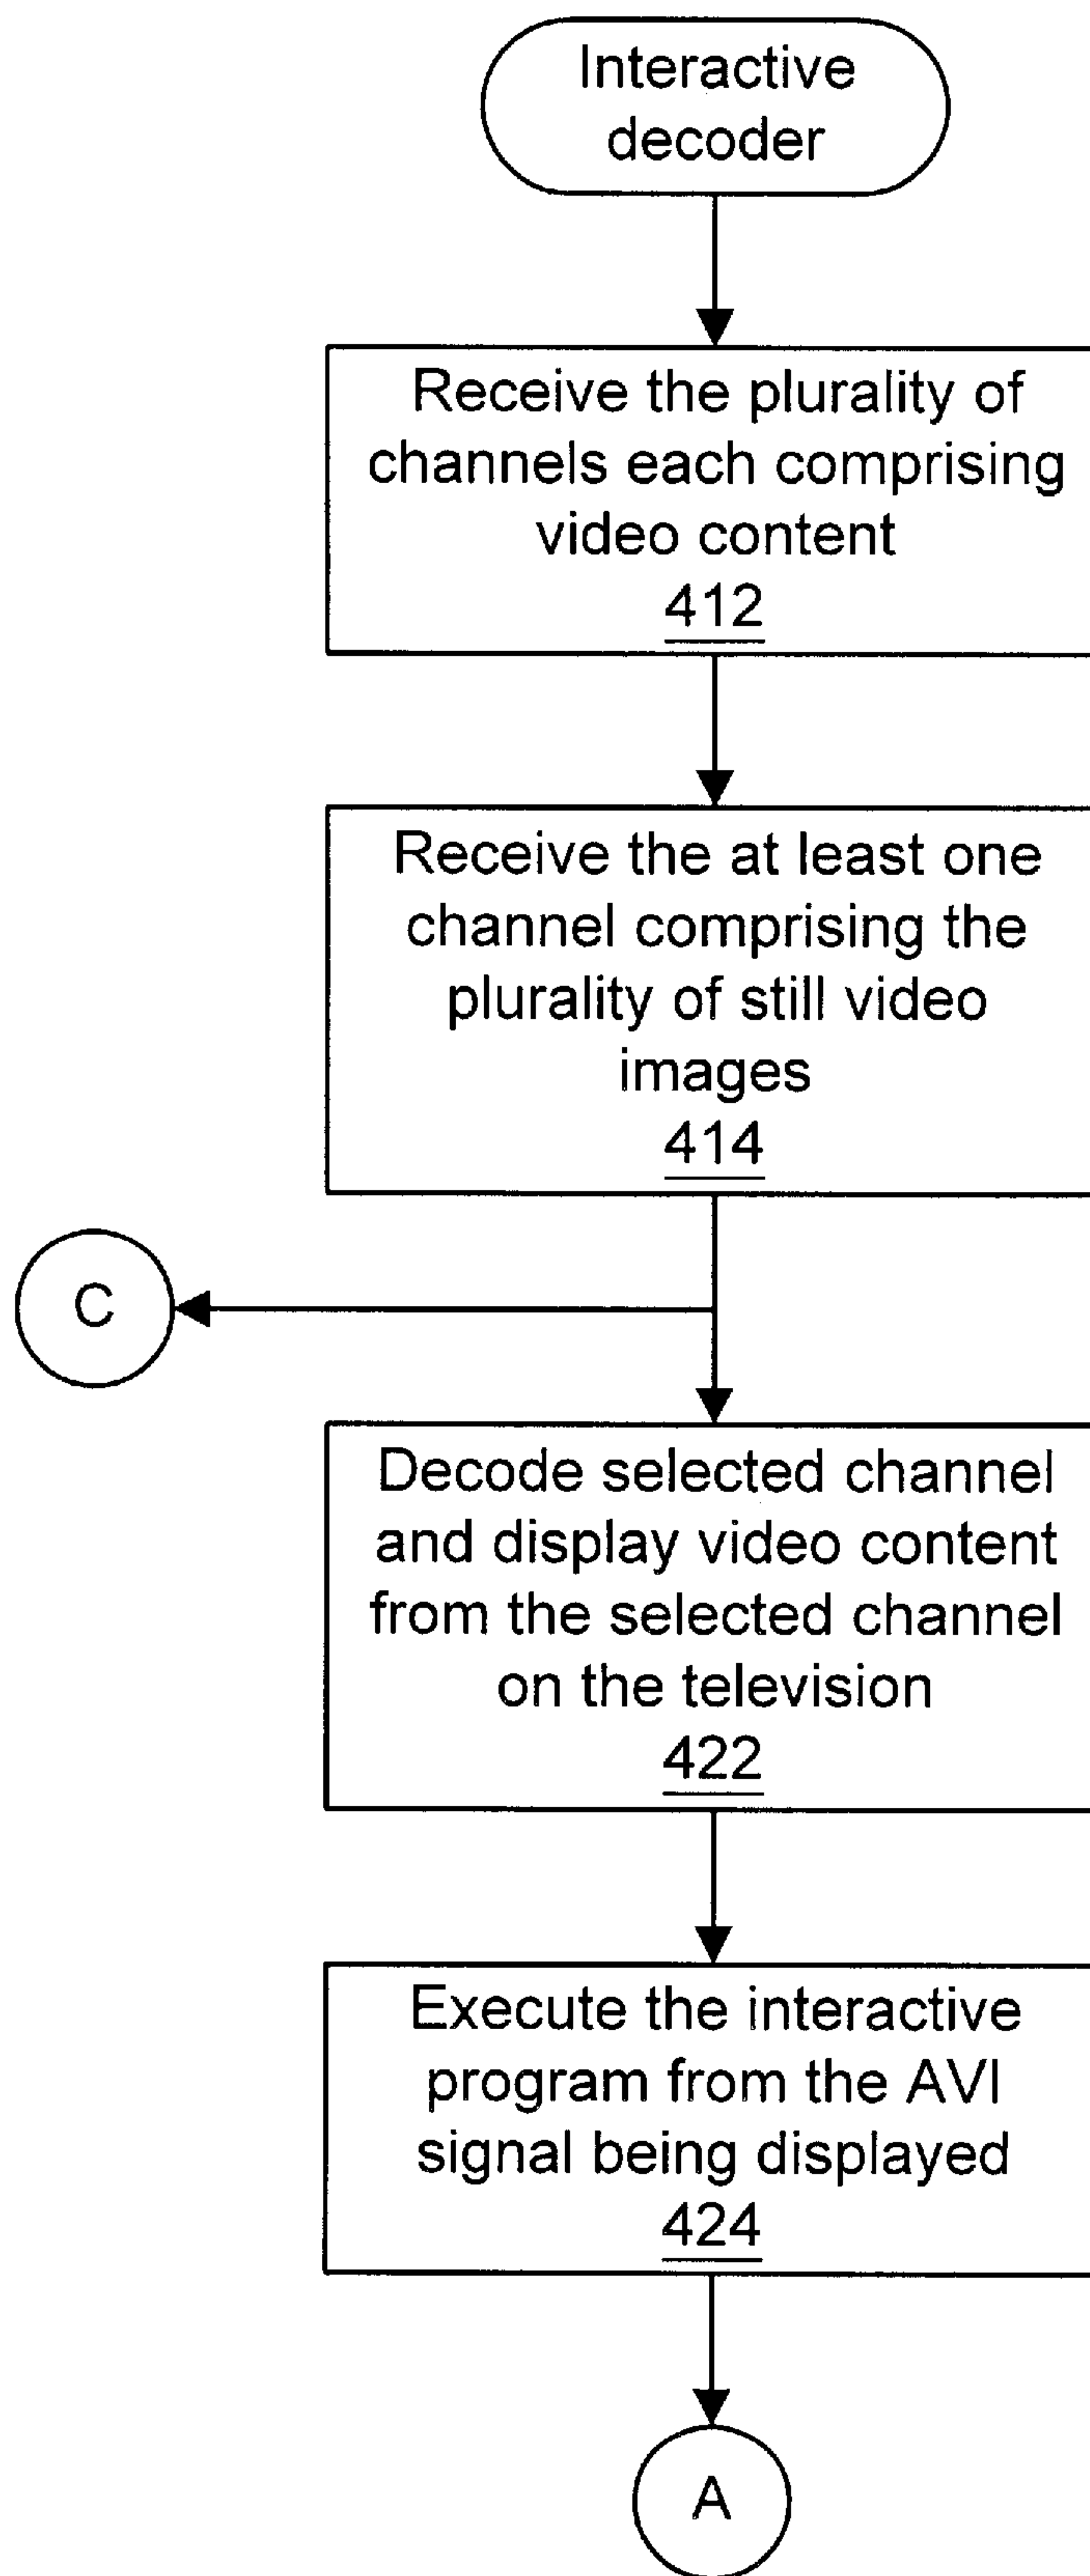 Interactive
decoder
Receive the plurality of
channels each comprising
video content
412
Receive the at least one
channel comprising the
plurality of still video
images
414
C
Decode selected channel
and display video content
from the selected channel
on the television
422
Execute the interactive
program from the AVI
signal being displayed
424
A